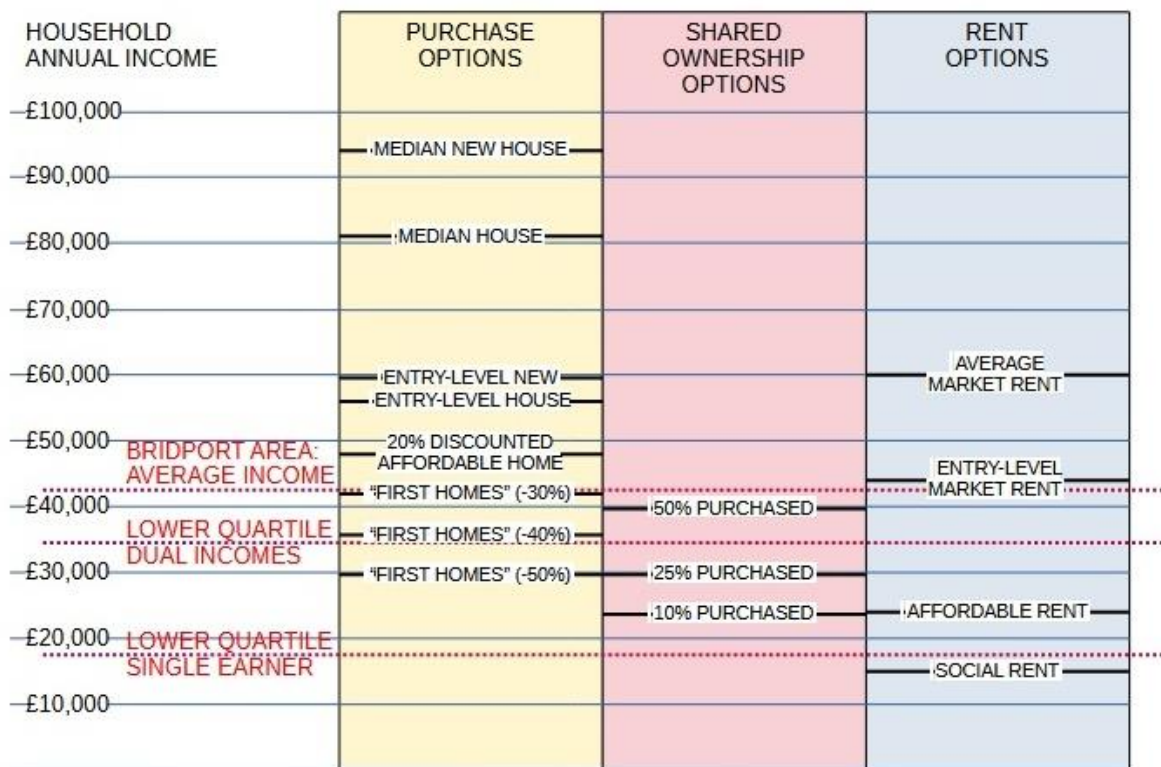 HOUSEHOLD
ANNUAL INCOME
PURCHASE
OPTIONS
SHARED
OWNERSHIP
OPTIONS
RENT
OPTIONS
£100,000
MEDIAN NEW HOUSE
£90,000
MEDIAN HOUSE
£80,000
£70,000
£60,000
ENTRY-LEVEL NEW
ENTRY-LEVEL HOUSE
AVERAGE
MARKET RENT
£50,000
BRIDPORT AREA:
AVERAGE INCOME
20% DISCOUNTED
AFFORDABLE HOME
"FIRST HOMES" (-30%)
ENTRY-LEVEL
MARKET RENT
£40,000
50% PURCHASED
LOWER QUARTILE
DUAL INCOMES
"FIRST HOMES" (-40%)
£30,000
"FIRST HOMES" (-50%)
25% PURCHASED
10% PURCHASED
AFFORDABLE RENT
£20,000
LOWER QUARTILE
SINGLE EARNER
SOCIAL RENT
£10,000